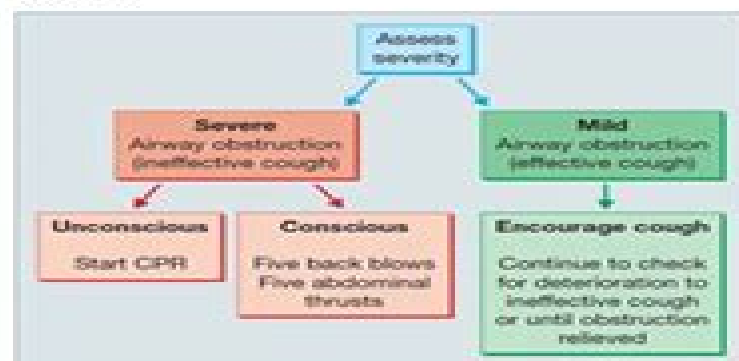 Assess
severity
Severe
Airway obstruction
(ineffective cough)
Mild
Airway obstruction
(effective cough)
Unconscious
Start CPR
Conscious
Five back blows
Five abdominal
thrusts
Encourage cough
Continue to check
for deterioration to
ineffective cough
or until obstruction
relieved